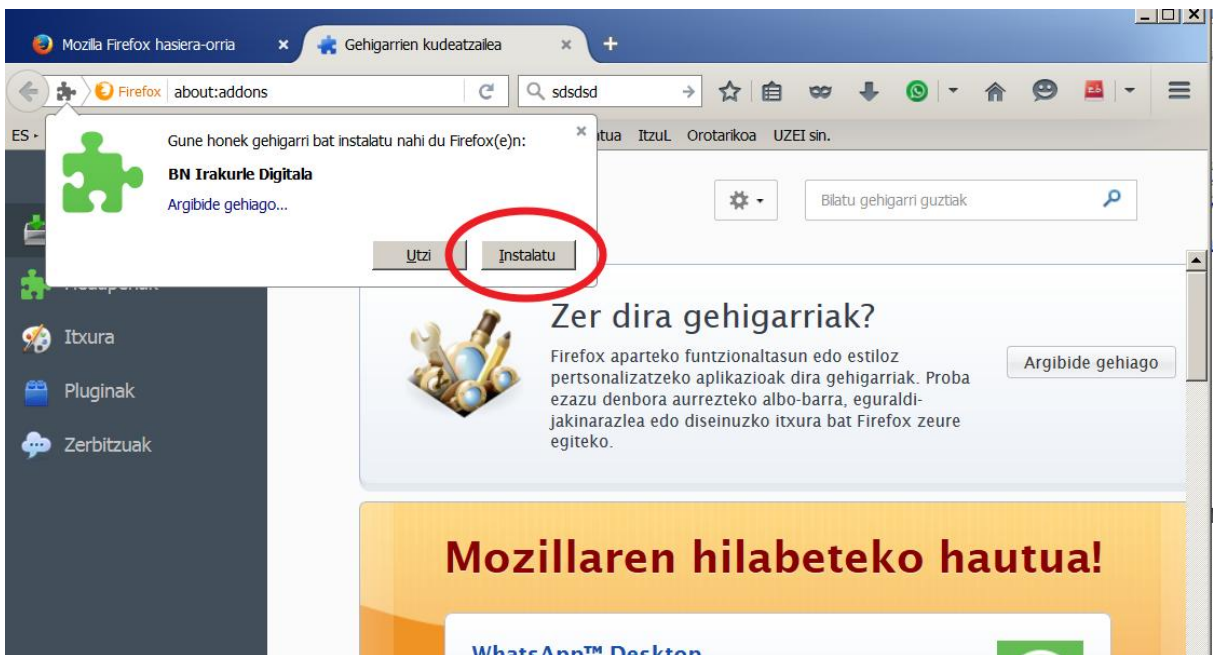 Mozilla Firefox hasiera-orria
Gehigarrien kudeatzailea
Firefox about:addons
sdsdsd
ES
ItzuL Orotarikoa UZEI sin.
Gune honek gehigarri bat instalatu nahi du Firefox(e)n:
BN Irakurle Digitala
Argibide gehiago...
Utzi Instalatu
Bilatu gehigarri guztiak
Itxura
Pluginak
Zerbitzuak
Zer dira gehigarriak?
Firefox aparteko funtzionaltasun edo estiloz
pertsonalizatzeko aplikazioak dira gehigarriak. Proba
ezazu denbora aurrezteko albo-barra, eguraldi-
jakinarazlea edo diseinuzko itxura bat Firefox zeure
egiteko.
Argibide gehiago
Mozillaren hilabeteko hautua!
WhatsApp™ Desktop